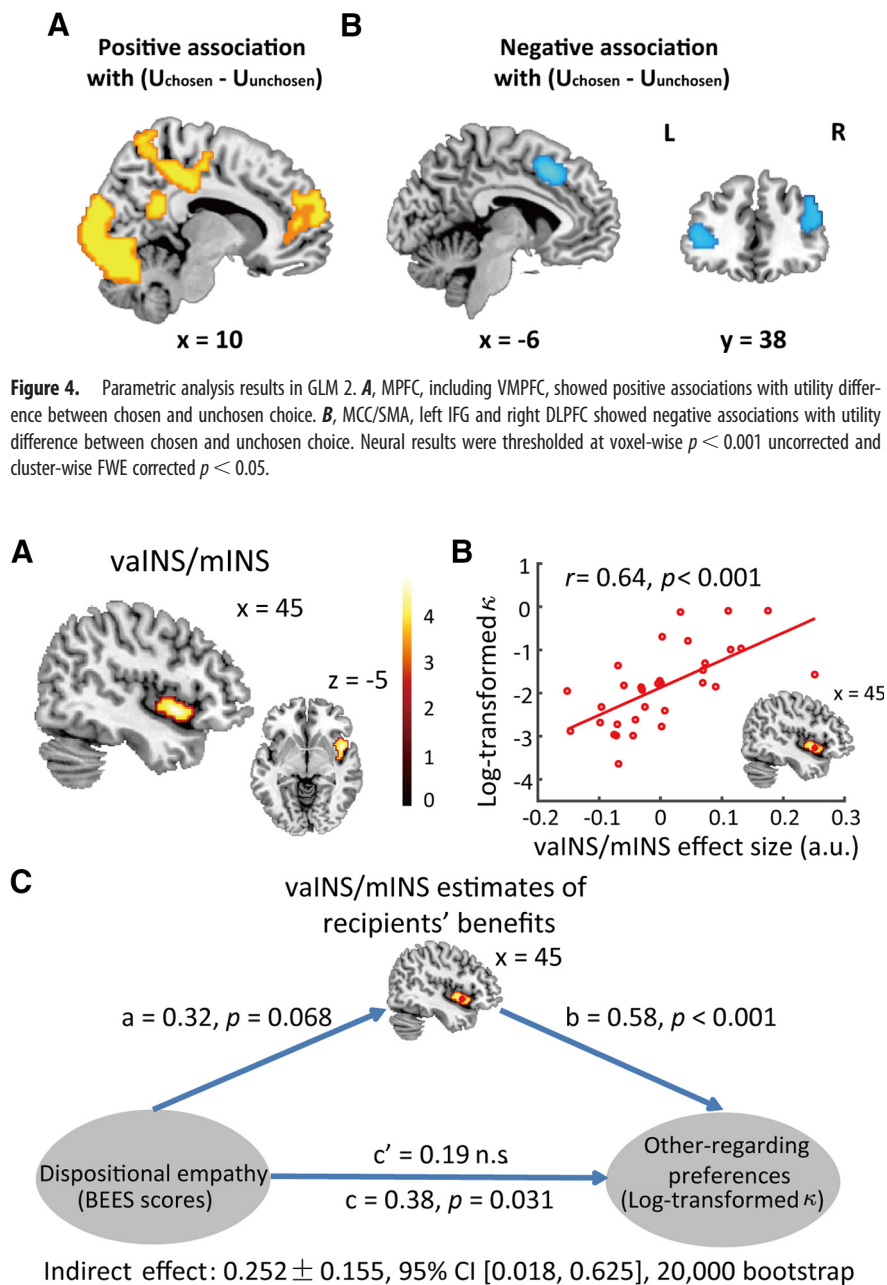 A
Positive association
with (Uchosen - Uunchosen)
B
Negative association
with (Uchosen - Uunchosen)
L
R
x = 10
x = -6
y = 38
Figure 4. Parametric analysis results in GLM 2. A, MPFC, including VMPFC, showed positive associations with utility differ-
ence between chosen and unchosen choice. B, MCC/SMA, left IFG and right DLPFC showed negative associations with utility
difference between chosen and unchosen choice. Neural results were thresholded at voxel-wise p < 0.001 uncorrected and
cluster-wise FWE corrected p < 0.05.
A
vaINS/mINS
x = 45
z = -5
4
3
2
1
0
B
r= 0.64, p< 0.001
Log-transformed κ
1
0
-1
-2
-3
-4
x = 45
-0.2
-0.1
0
0.1
0.2
0.3
vaINS/mINS effect size (a.u.)
C
vaINS/mINS estimates of
recipients' benefits
x = 45
a = 0.32, p = 0.068
b = 0.58, p < 0.001
Dispositional empathy
(BEES scores)
c' = 0.19 n.s
c = 0.38, p = 0.031
Other-regarding
preferences
(Log-transformed κ)
Indirect effect: 0.252 ± 0.155, 95% CI [0.018, 0.625], 20,000 bootstrap